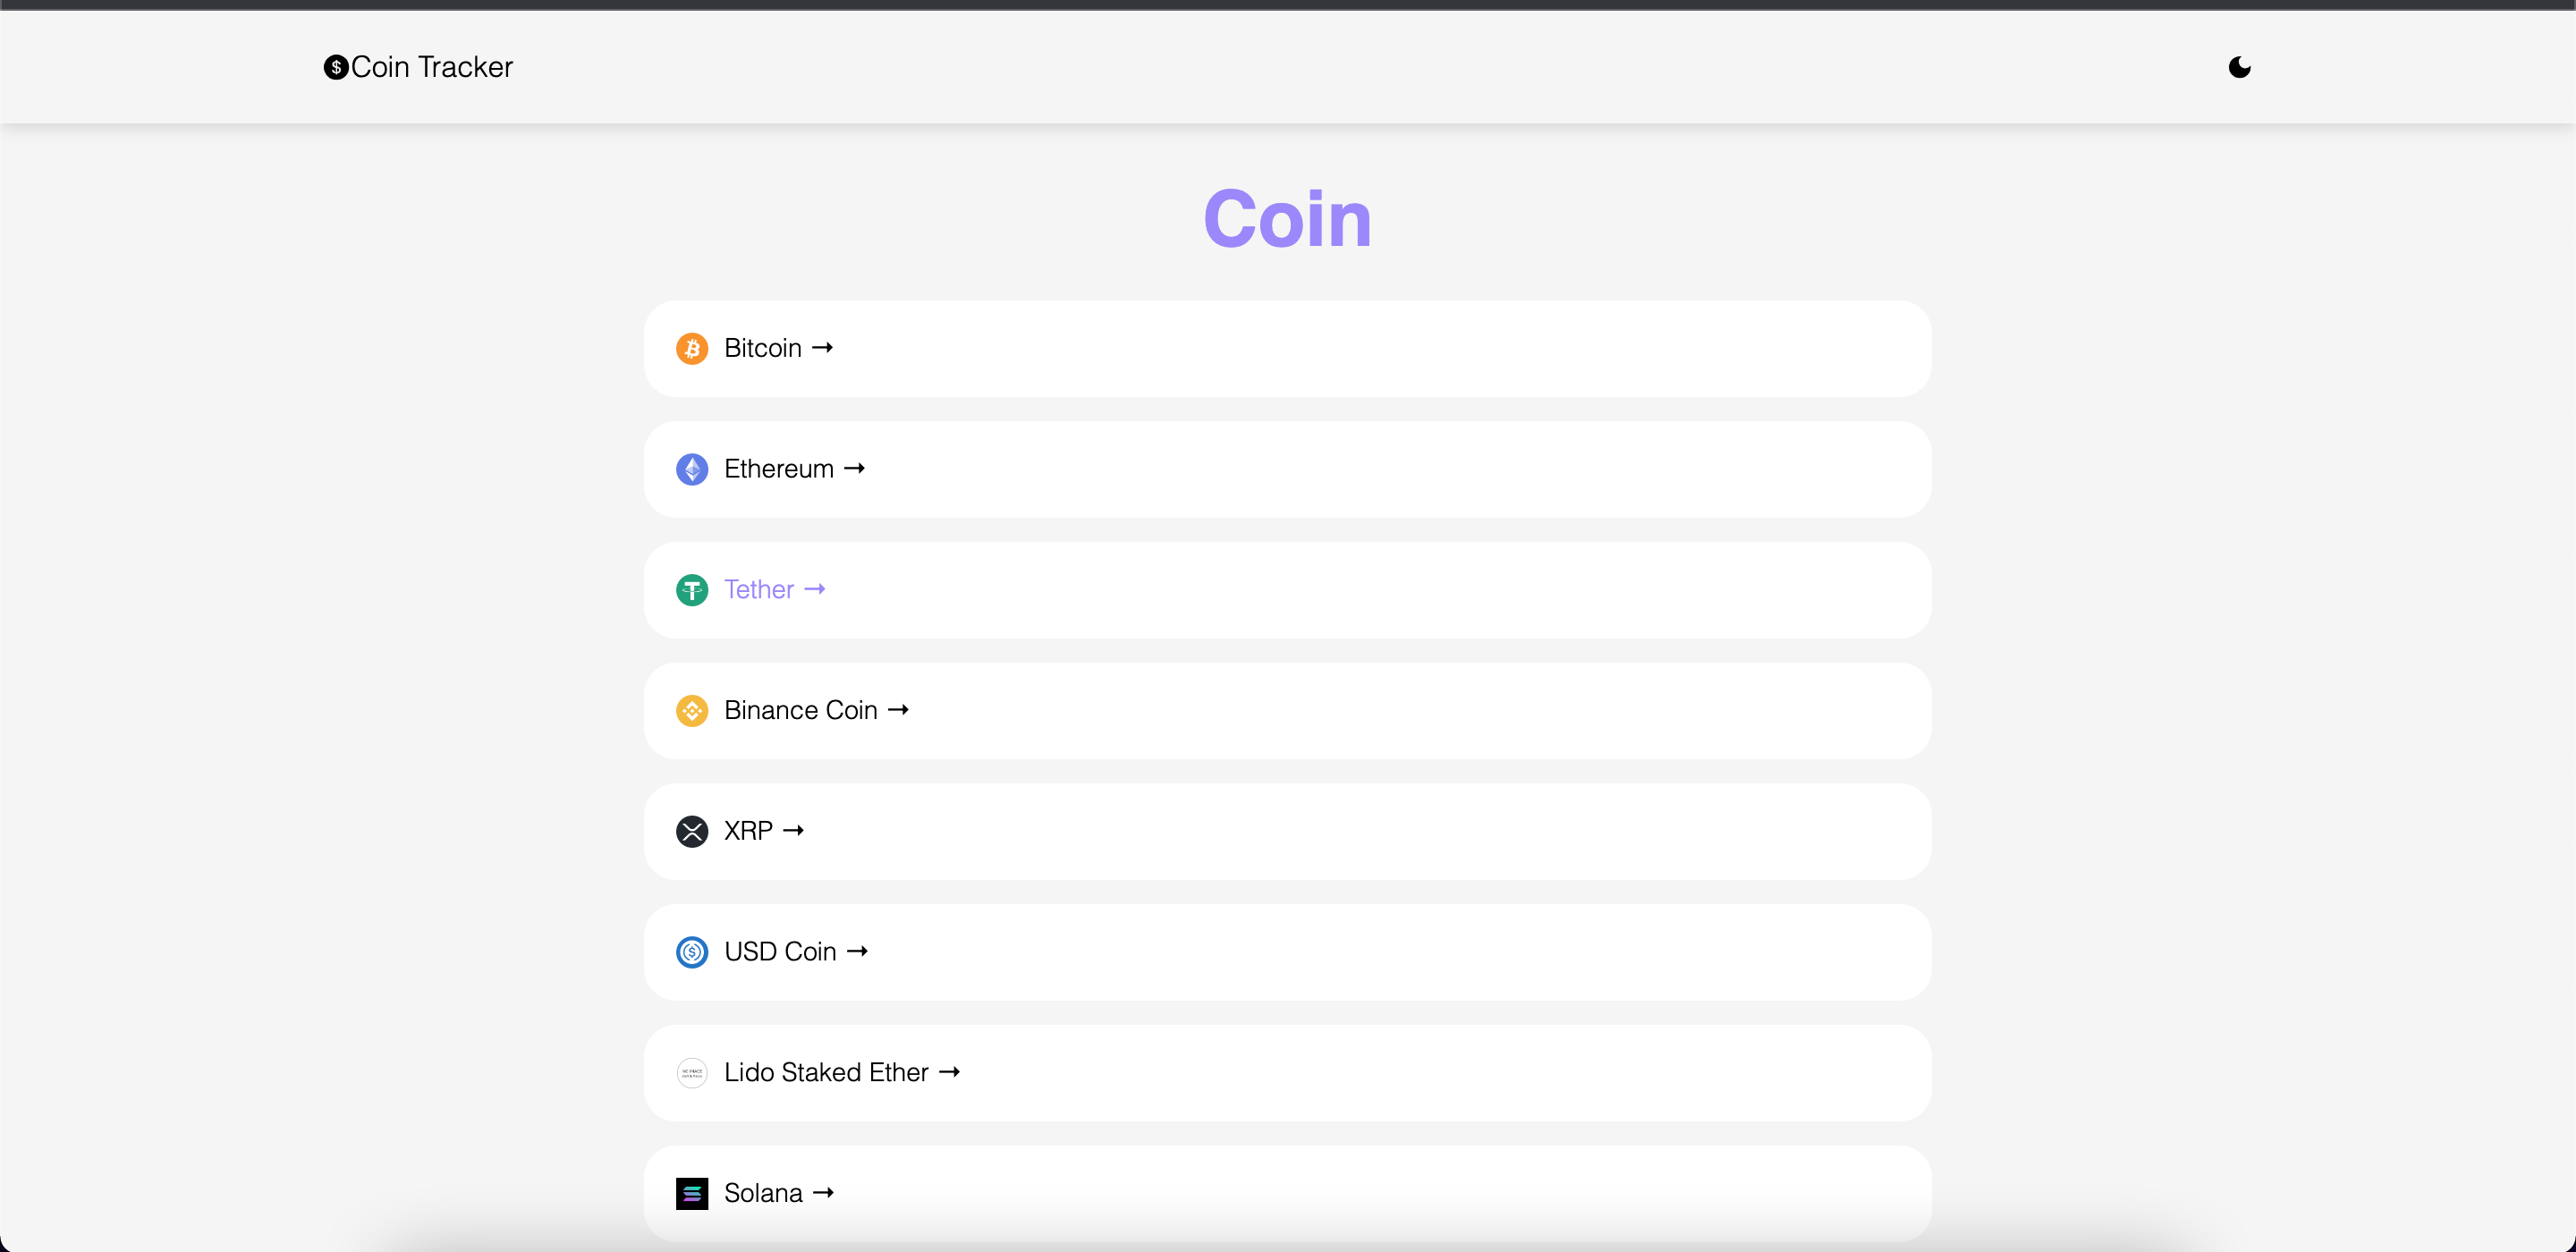 Coin Tracker
Coin
Bitcoin →
Ethereum →
Tether →
Binance Coin →
XRP →
USD Coin →
Lido Staked Ether →
Solana →